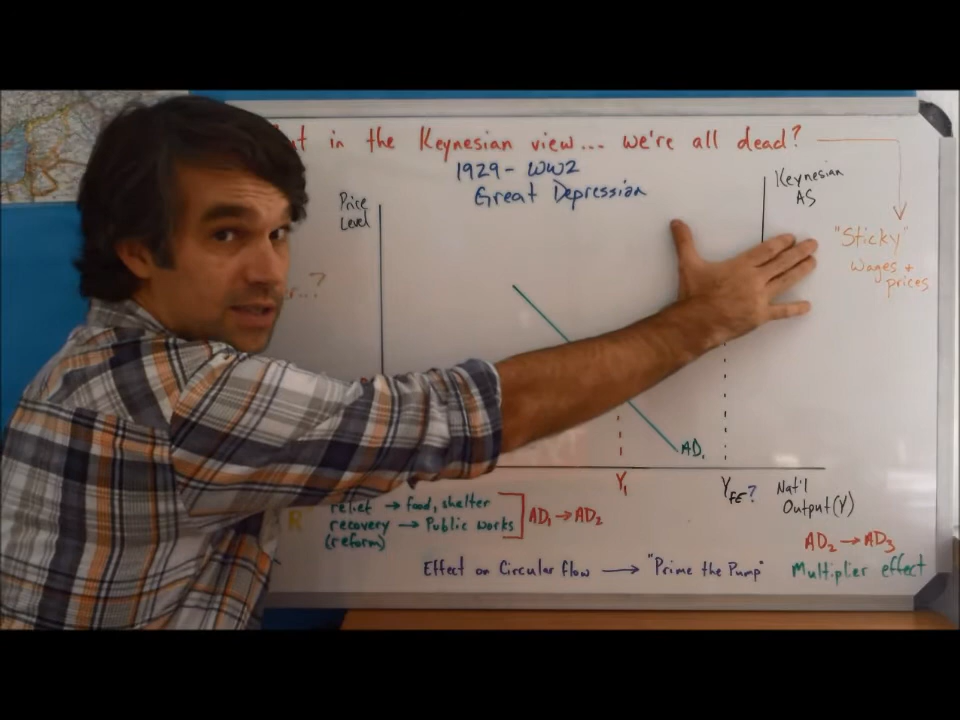 in the Keynesian view... we're all dead?
1929 - WW2
Great Depression
Price
Level
Keynesian
AS
"Sticky"
wages +
prices
AD1
Y1
YFE?
Nat'l
Output (Y)
relief → food, shelter
recovery → Public works
(reform)
AD1 → AD2
R
AD2 → AD3
Effect on Circular flow → "Prime the Pump"
Multiplier effect